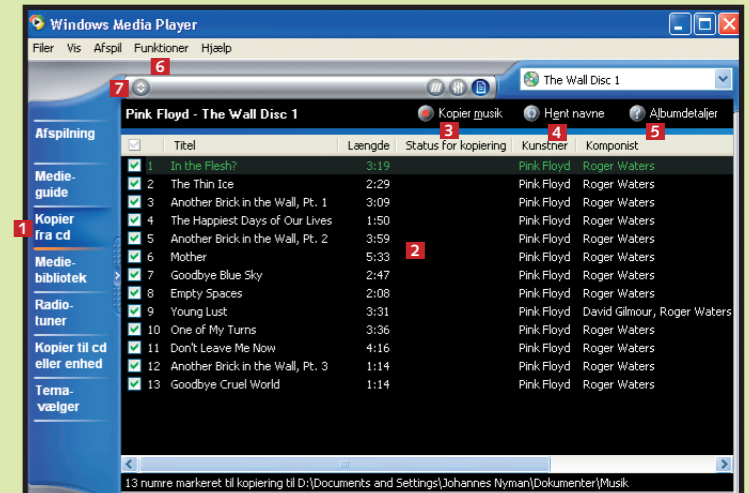 Windows Media Player
Filer Vis Afspil Funktioner Hjælp
6
7
The Wall Disc 1
Pink Floyd - The Wall Disc 1 Kopier musik Hent navne Albumdetaljer
3 4 5
Afspilning
Medie-
guide
1 Kopier
fra cd
Medie-
bibliotek
Radio-
tuner
Kopier til cd
eller enhed
Tema-
vælger
Titel Længde Status for kopiering Kunstner Komponist
1 In the Flesh? 3:19 Pink Floyd Roger Waters
2 The Thin Ice 2:29 Pink Floyd Roger Waters
3 Another Brick in the Wall, Pt. 1 3:09 Pink Floyd Roger Waters
4 The Happiest Days of Our Lives 1:50 Pink Floyd Roger Waters
5 Another Brick in the Wall, Pt. 2 3:59 Pink Floyd Roger Waters
2
6 Mother 5:33 Pink Floyd Roger Waters
7 Goodbye Blue Sky 2:47 Pink Floyd Roger Waters
8 Empty Spaces 2:08 Pink Floyd Roger Waters
9 Young Lust 3:31 Pink Floyd David Gilmour, Roger Waters
10 One of My Turns 3:36 Pink Floyd Roger Waters
11 Don't Leave Me Now 4:16 Pink Floyd Roger Waters
12 Another Brick in the Wall, Pt. 3 1:14 Pink Floyd Roger Waters
13 Goodbye Cruel World 1:14 Pink Floyd Roger Waters
13 numre markeret til kopiering til D:\Documents and Settings\Johannes Nyman\Dokumenter\Musik